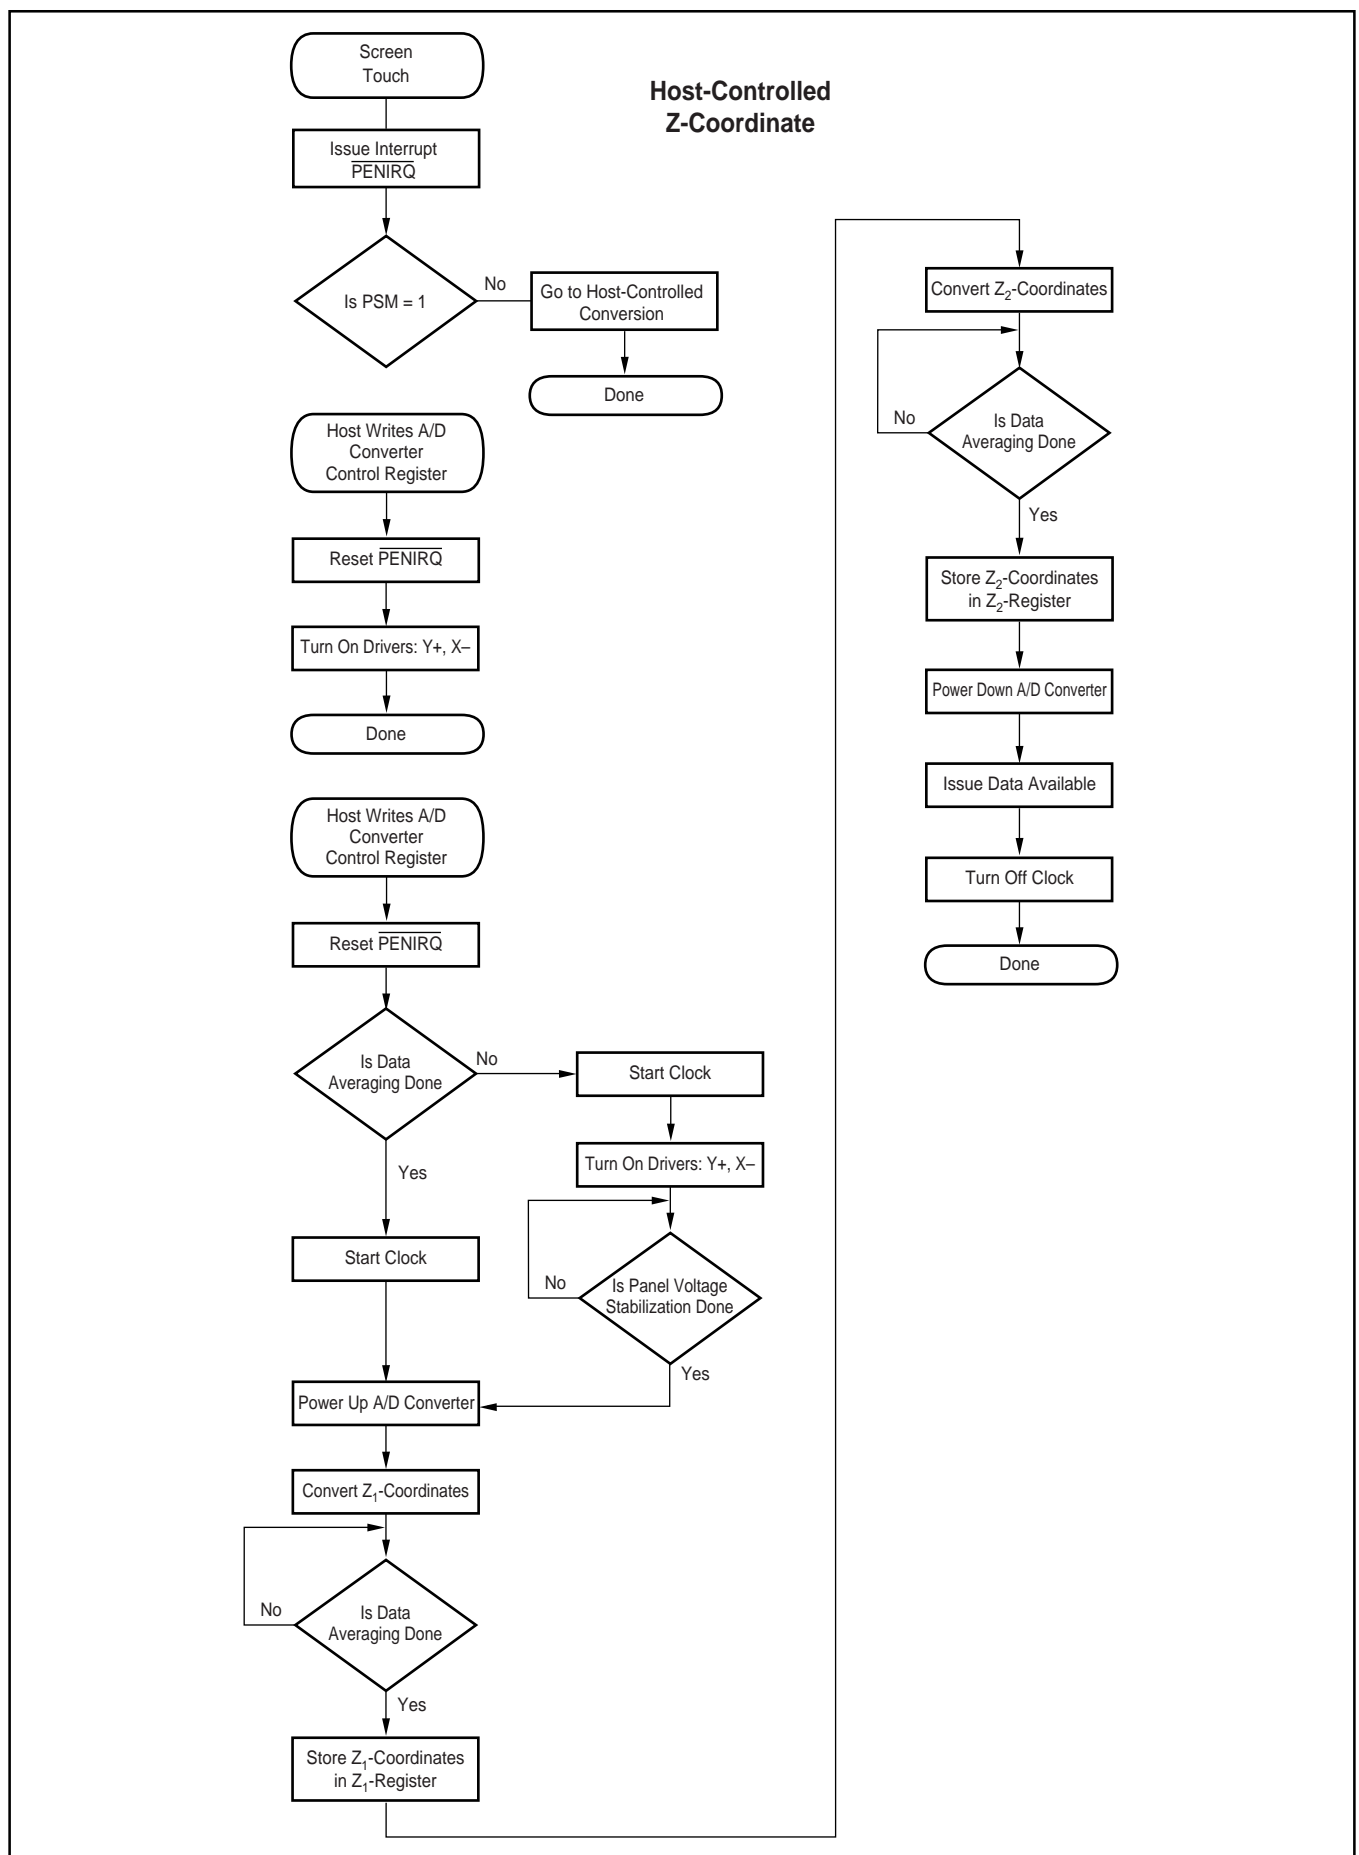 Host-Controlled
Z-Coordinate
Screen
Touch
Issue Interrupt
PENIRQ
Is PSM = 1
No
Go to Host-Controlled
Conversion
Done
Host Writes A/D
Converter
Control Register
Reset PENIRQ
Turn On Drivers: Y+, X–
Done
Host Writes A/D
Converter
Control Register
Reset PENIRQ
Is Data
Averaging Done
No
Start Clock
Turn On Drivers: Y+, X–
Is Panel Voltage
Stabilization Done
No
Yes
Yes
Start Clock
Power Up A/D Converter
Convert Z1-Coordinates
Is Data
Averaging Done
No
Yes
Store Z1-Coordinates
in Z1-Register
Convert Z2-Coordinates
Is Data
Averaging Done
No
Yes
Store Z2-Coordinates
in Z2-Register
Power Down A/D Converter
Issue Data Available
Turn Off Clock
Done